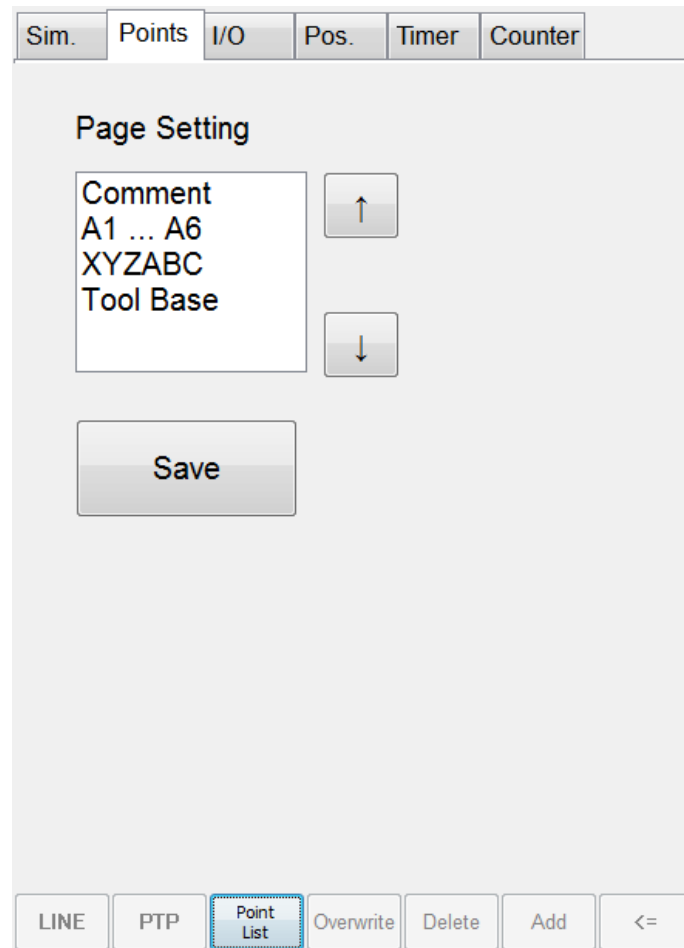 Sim. Points I/O Pos. Timer Counter
Page Setting
Comment
A1 ... A6
XYZABC
Tool Base
↑
↓
Save
LINE PTP Point List Overwrite Delete Add <=